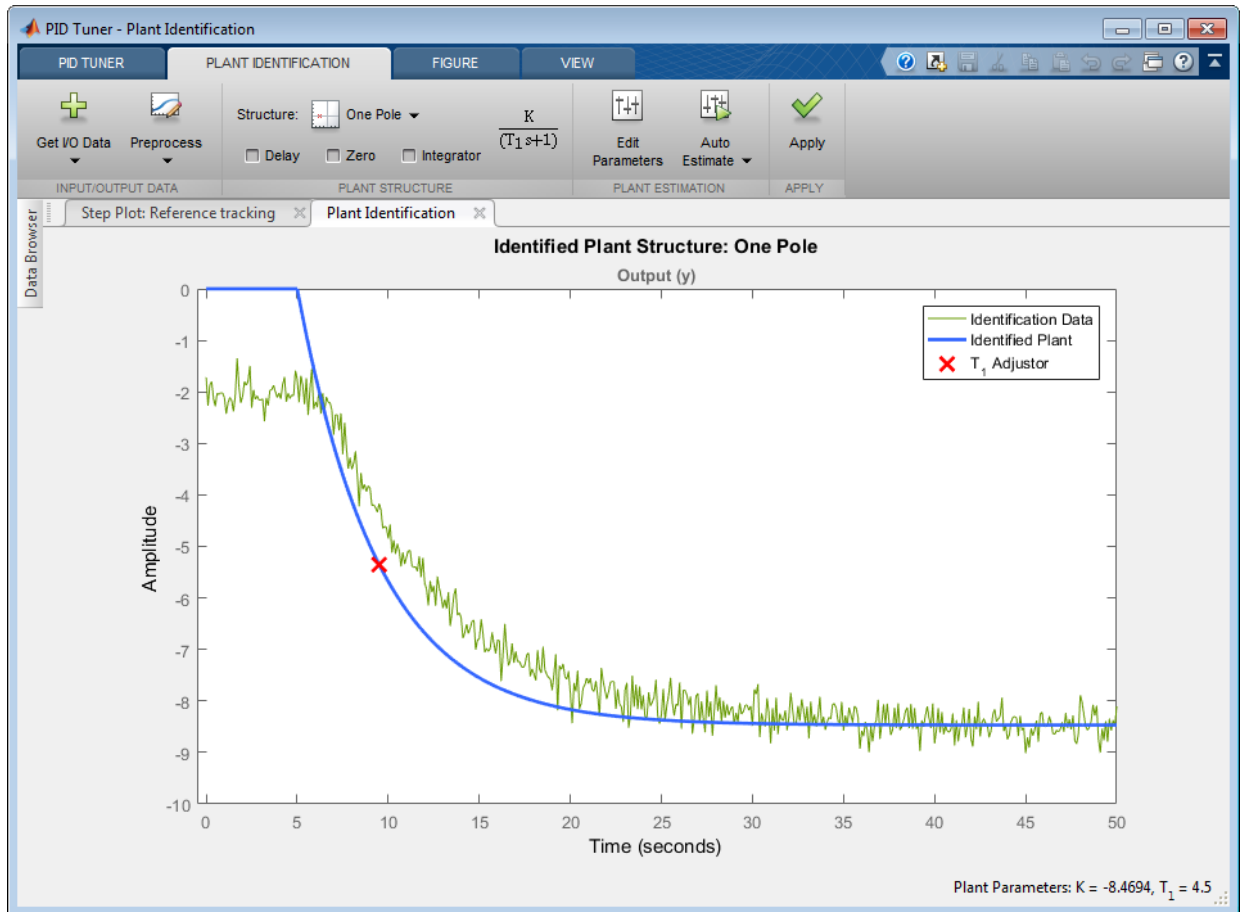 PID Tuner - Plant Identification
PID TUNER PLANT IDENTIFICATION FIGURE VIEW
Get I/O Data
Preprocess
Structure: One Pole
Delay Zero Integrator
K
(T1s+1)
Edit
Parameters
Auto
Estimate
Apply
INPUT/OUTPUT DATA PLANT STRUCTURE PLANT ESTIMATION APPLY
Data Browser
Step Plot: Reference tracking Plant Identification
Identified Plant Structure: One Pole
Output (y)
Identification Data
Identified Plant
T1 Adjustor
Amplitude
0
-1
-2
-3
-4
-5
-6
-7
-8
-9
-10
0 5 10 15 20 25 30 35 40 45 50
Time (seconds)
Plant Parameters: K = -8.4694, T1 = 4.5